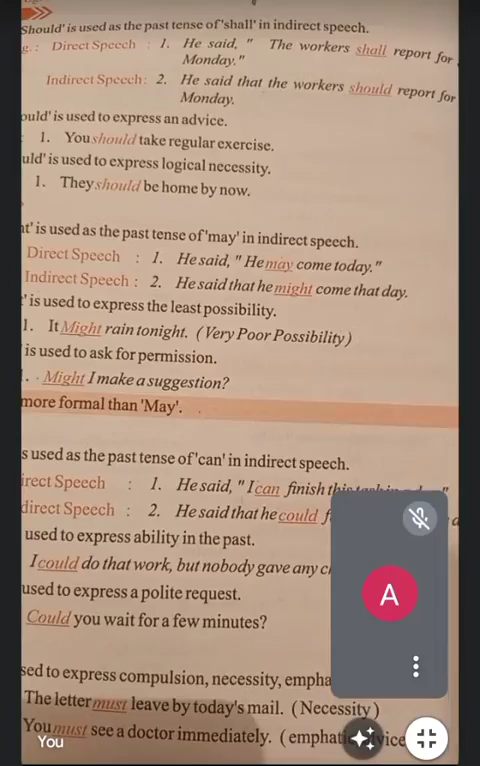 Should' is used as the past tense of 'shall' in indirect speech.
g. : Direct Speech : 1. He said, " The workers shall report for
Monday."
Indirect Speech: 2. He said that the workers should report for
Monday.
ould' is used to express an advice.
: 1. You should take regular exercise.
uld' is used to express logical necessity.
1. They should be home by now.
ht' is used as the past tense of 'may' in indirect speech.
Direct Speech : 1. He said, " He may come today."
Indirect Speech : 2. He said that he might come that day.
' is used to express the least possibility.
1. It Might rain tonight. (Very Poor Possibility)
is used to ask for permission.
. Might I make a suggestion?
more formal than 'May'.
s used as the past tense of 'can' in indirect speech.
irect Speech : 1. He said, " I can finish this
direct Speech : 2. He said that he could
used to express ability in the past.
I could do that work, but nobody gave any
used to express a polite request.
Could you wait for a few minutes?
sed to express compulsion, necessity, empha
The letter must leave by today's mail. (Necessity)
You must see a doctor immediately. (emphatic
A
You